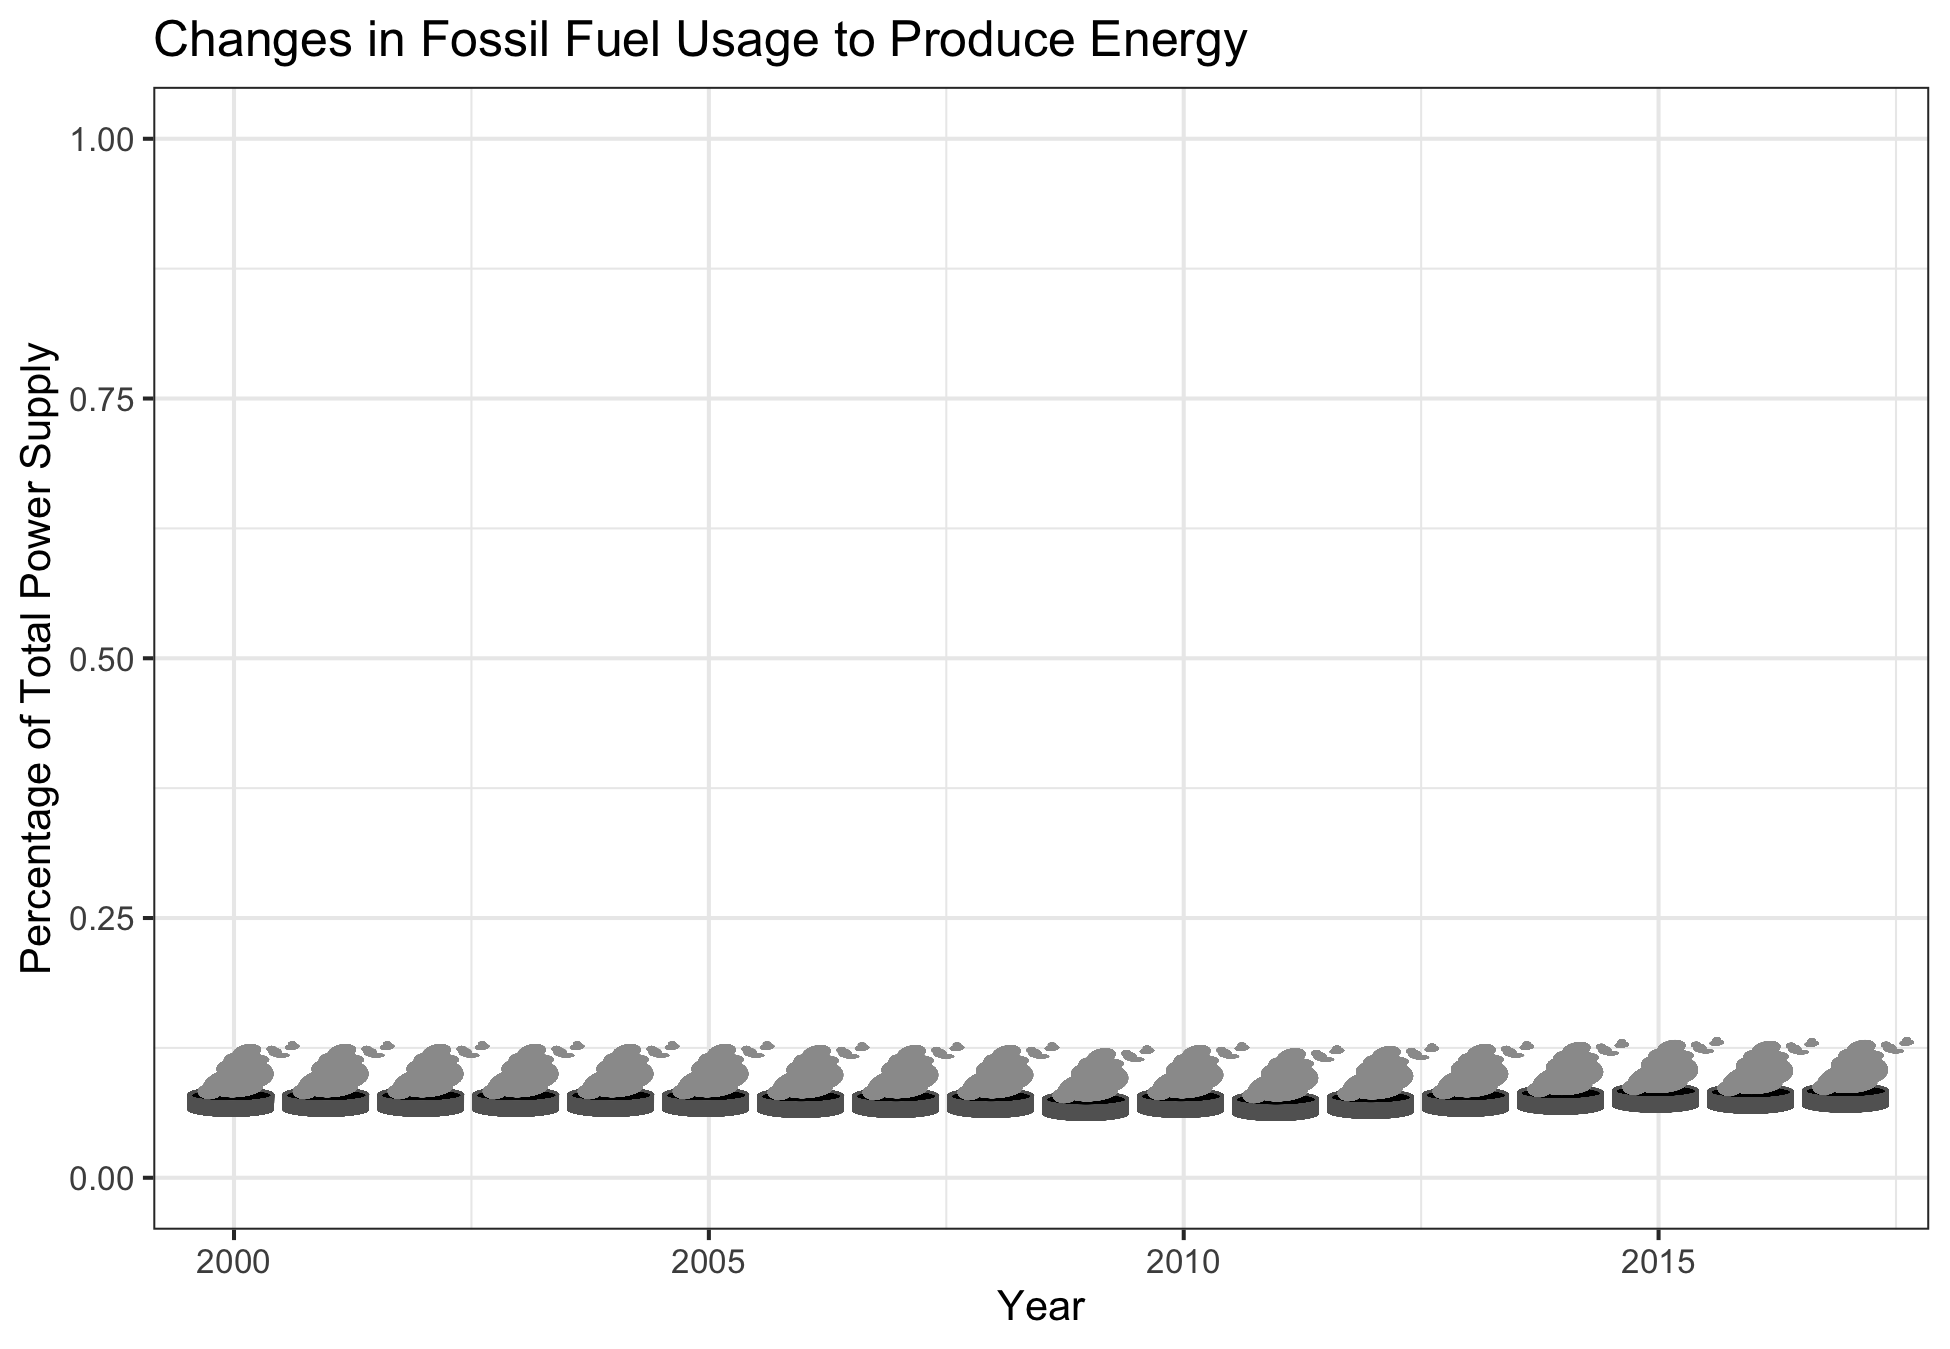 Changes in Fossil Fuel Usage to Produce Energy
Percentage of Total Power Supply
1.00
0.75
0.50
0.25
0.00
2000 2005 2010 2015
Year